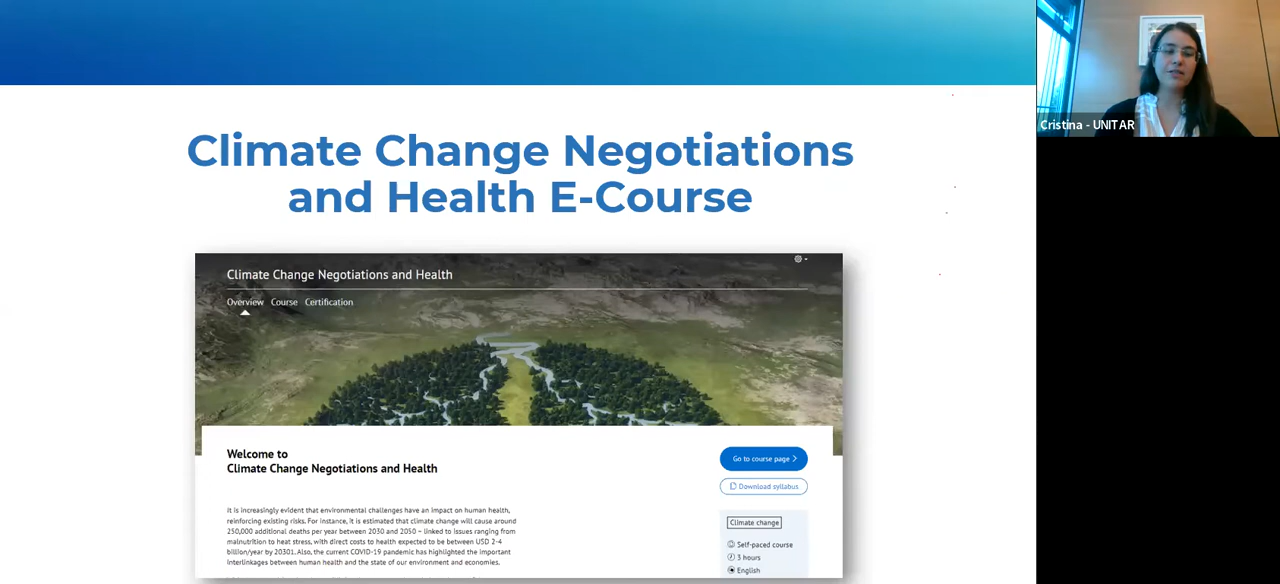 Climate Change Negotiations
and Health E-Course
Cristina - UNITAR
Climate Change Negotiations and Health
Overview Course Certification
Welcome to
Climate Change Negotiations and Health
Go to course page
Download syllabus
It is increasingly evident that environmental challenges have an impact on human health,
reinforcing existing risks. For instance, it is estimated that climate change will cause around
250,000 additional deaths per year between 2030 and 2050 – linked to issues ranging from
malnutrition to heat stress, with direct costs to health expected to be between USD 2-4
billion/year by 20301. Also, the current COVID-19 pandemic has highlighted the important
interlinkages between human health and the state of our environment and economies.
Climate change
Self-paced course
3 hours
English